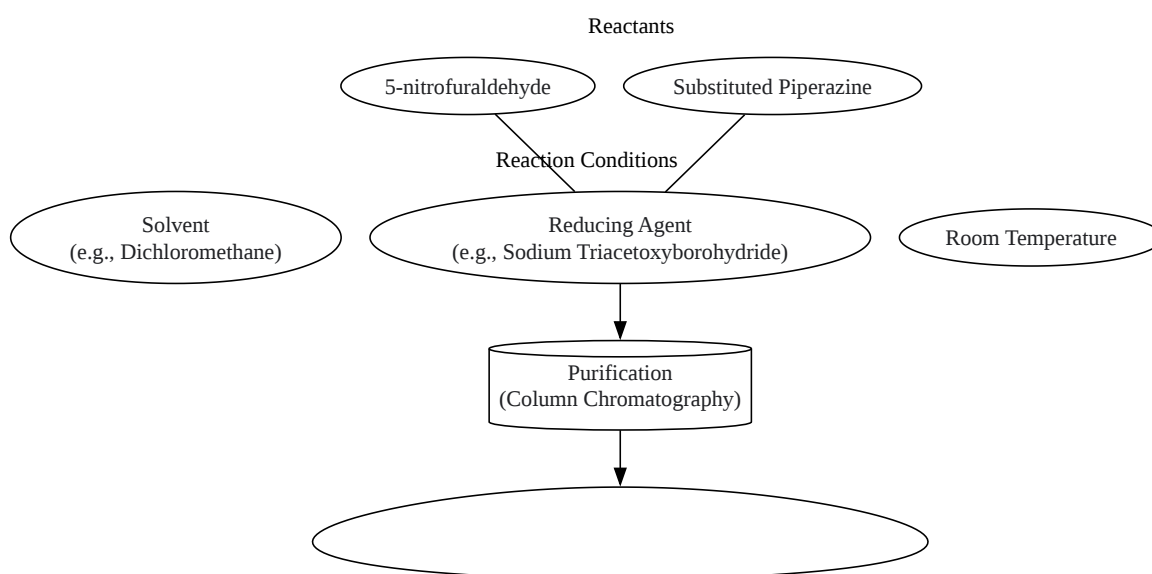 Reactants
5-nitrofuraldehyde
Substituted Piperazine
Reaction Conditions
Solvent
(e.g., Dichloromethane)
Reducing Agent
(e.g., Sodium Triacetoxyborohydride)
Room Temperature
Purification
(Column Chromatography)